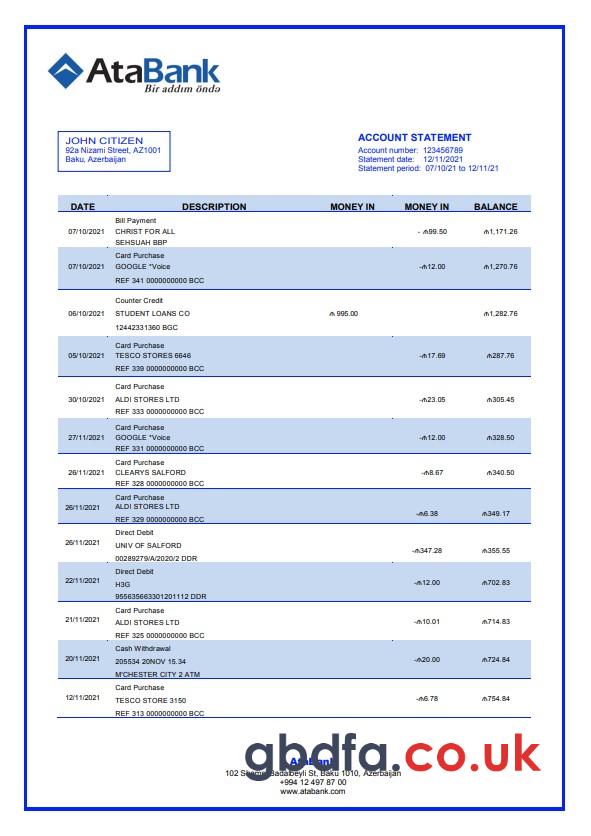 AtaBank
Bir addım öndə
JOHN CITIZEN
92a Nizami Street, AZ1001
Baku, Azerbaijan
ACCOUNT STATEMENT
Account number: 123456789
Statement date: 12/11/2021
Statement period: 07/10/21 to 12/11/21
DATE DESCRIPTION MONEY IN MONEY IN BALANCE
Bill Payment
07/10/2021 CHRIST FOR ALL - ₼99.50 ₼1,171.26
SEHSUAH BBP
Card Purchase
07/10/2021 GOOGLE *Voice -₼12.00 ₼1,270.76
REF 341 0000000000 BCC
Counter Credit
06/10/2021 STUDENT LOANS CO ₼ 995.00 ₼1,282.76
12442331360 BGC
Card Purchase
05/10/2021 TESCO STORES 6646 -₼17.69 ₼287.76
REF 339 0000000000 BCC
Card Purchase
30/10/2021 ALDI STORES LTD -₼23.05 ₼305.45
REF 333 0000000000 BCC
Card Purchase
27/11/2021 GOOGLE *Voice -₼12.00 ₼328.50
REF 331 0000000000 BCC
Card Purchase
26/11/2021 CLEARYS SALFORD -₼8.67 ₼340.50
REF 328 0000000000 BCC
Card Purchase
26/11/2021 ALDI STORES LTD -₼6.38 ₼349.17
REF 329 0000000000 BCC
Direct Debit
26/11/2021 UNIV OF SALFORD -₼347.28 ₼355.55
00289279/A/2020/2 DDR
Direct Debit
22/11/2021 H3G -₼12.00 ₼702.83
955635663301201112 DDR
Card Purchase
21/11/2021 ALDI STORES LTD -₼10.01 ₼714.83
REF 325 0000000000 BCC
Cash Withdrawal
20/11/2021 205534 20NOV 15.34 -₼20.00 ₼724.84
M'CHESTER CITY 2 ATM
Card Purchase
12/11/2021 TESCO STORE 3150 -₼6.78 ₼754.84
REF 313 0000000000 BCC
gbdfa.co.uk
AtaBank
102 Badalbeyli St, Baku 1010, Azerbaijan
+994 12 497 87 00
www.atabank.com